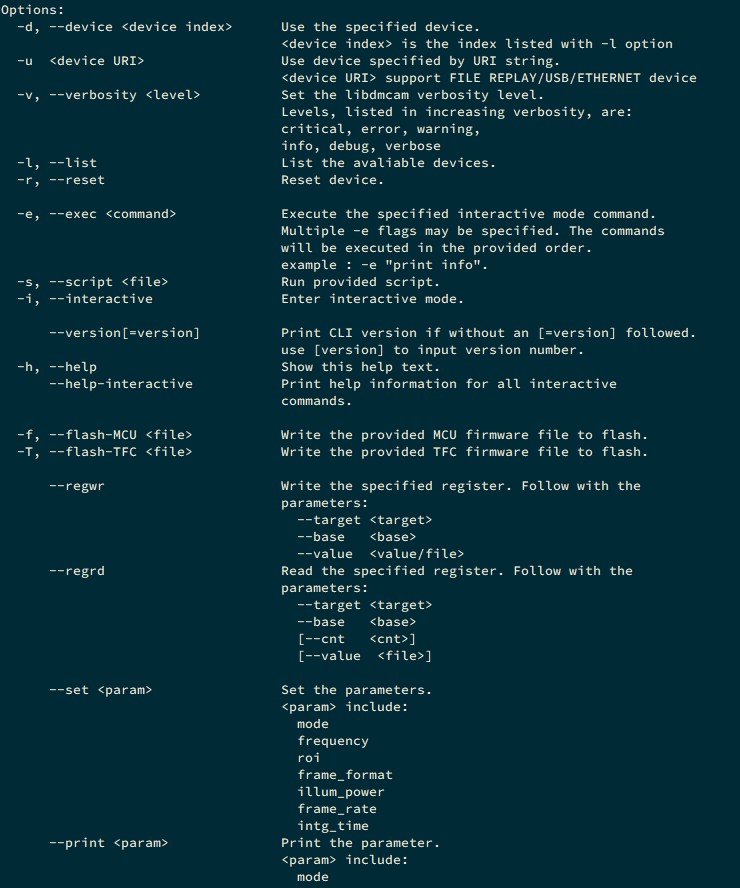 Options:
-d, --device <device index> Use the specified device.
<device index> is the index listed with -l option
-u <device URI> Use device specified by URI string.
<device URI> support FILE REPLAY/USB/ETHERNET device
-v, --verbosity <level> Set the libdmcam verbosity level.
Levels, listed in increasing verbosity, are:
critical, error, warning,
info, debug, verbose
-l, --list List the avaliable devices.
-r, --reset Reset device.
-e, --exec <command> Execute the specified interactive mode command.
Multiple -e flags may be specified. The commands
will be executed in the provided order.
example : -e "print info".
-s, --script <file> Run provided script.
-i, --interactive Enter interactive mode.
--version[=version] Print CLI version if without an [=version] followed.
use [version] to input version number.
-h, --help Show this help text.
--help-interactive Print help information for all interactive
commands.
-f, --flash-MCU <file> Write the provided MCU firmware file to flash.
-T, --flash-TFC <file> Write the provided TFC firmware file to flash.
--regwr Write the specified register. Follow with the
parameters:
--target <target>
--base <base>
--value <value/file>
--regrd Read the specified register. Follow with the
parameters:
--target <target>
--base <base>
[--cnt <cnt>]
[--value <file>]
--set <param> Set the parameters.
<param> include:
mode
frequency
roi
frame_format
illum_power
frame_rate
intg_time
--print <param> Print the parameter.
<param> include:
mode